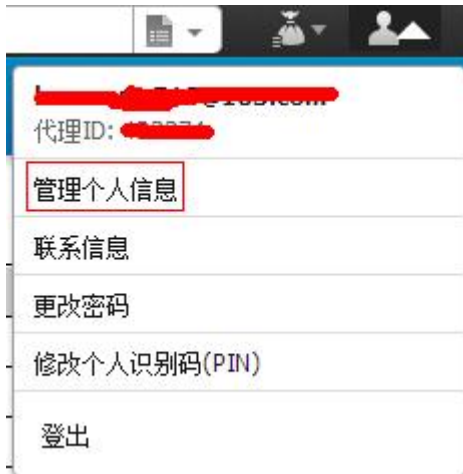 代理ID:
管理个人信息
联系信息
更改密码
修改个人识别码(PIN)
登出